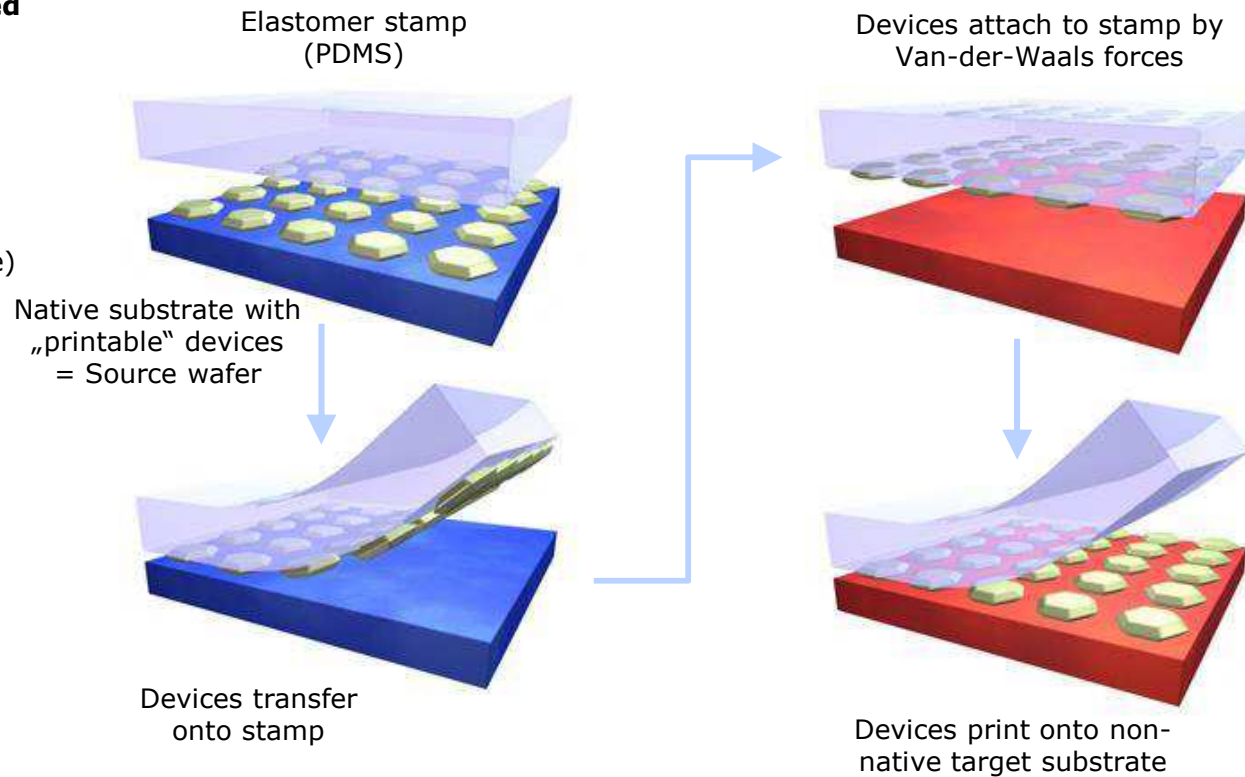 ed
Elastomer stamp
(PDMS)
Devices attach to stamp by
Van-der-Waals forces
e)
Native substrate with
„printable“ devices
= Source wafer
Devices transfer
onto stamp
Devices print onto non-
native target substrate